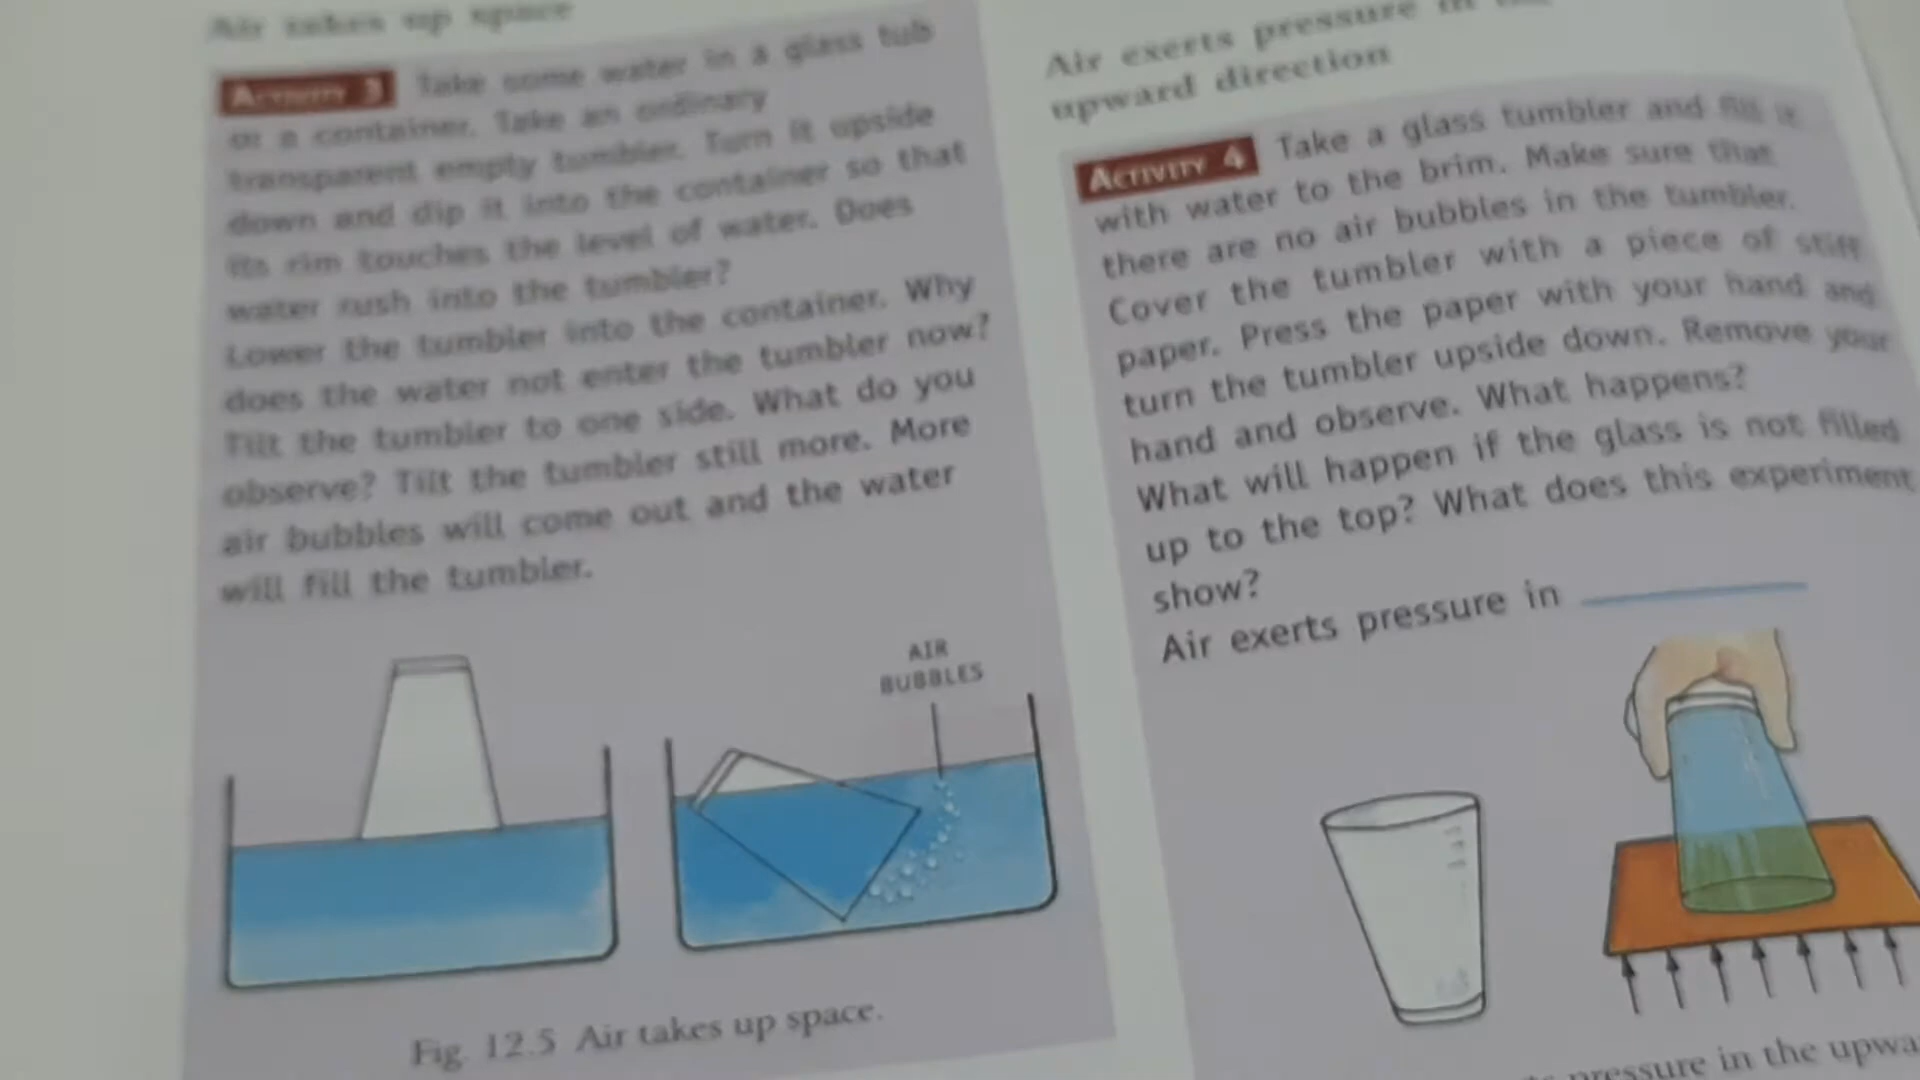 Air takes up space
ACTIVITY 3 Take some water in a glass tub
or a container. Take an ordinary
transparent empty tumbler. Turn it upside
down and dip it into the container so that
its rim touches the level of water. Does
water rush into the tumbler?
Lower the tumbler into the container. Why
does the water not enter the tumbler now?
Tilt the tumbler to one side. What do you
observe? Tilt the tumbler still more. More
air bubbles will come out and the water
will fill the tumbler.
AIR
BUBBLES
Fig. 12.5 Air takes up space.
Air exerts pressure in
upward direction
ACTIVITY 4 Take a glass tumbler and fill it
with water to the brim. Make sure that
there are no air bubbles in the tumbler.
Cover the tumbler with a piece of stiff
paper. Press the paper with your hand and
turn the tumbler upside down. Remove your
hand and observe. What happens?
What will happen if the glass is not filled
up to the top? What does this experiment
show?
Air exerts pressure in
pressure in the upwa